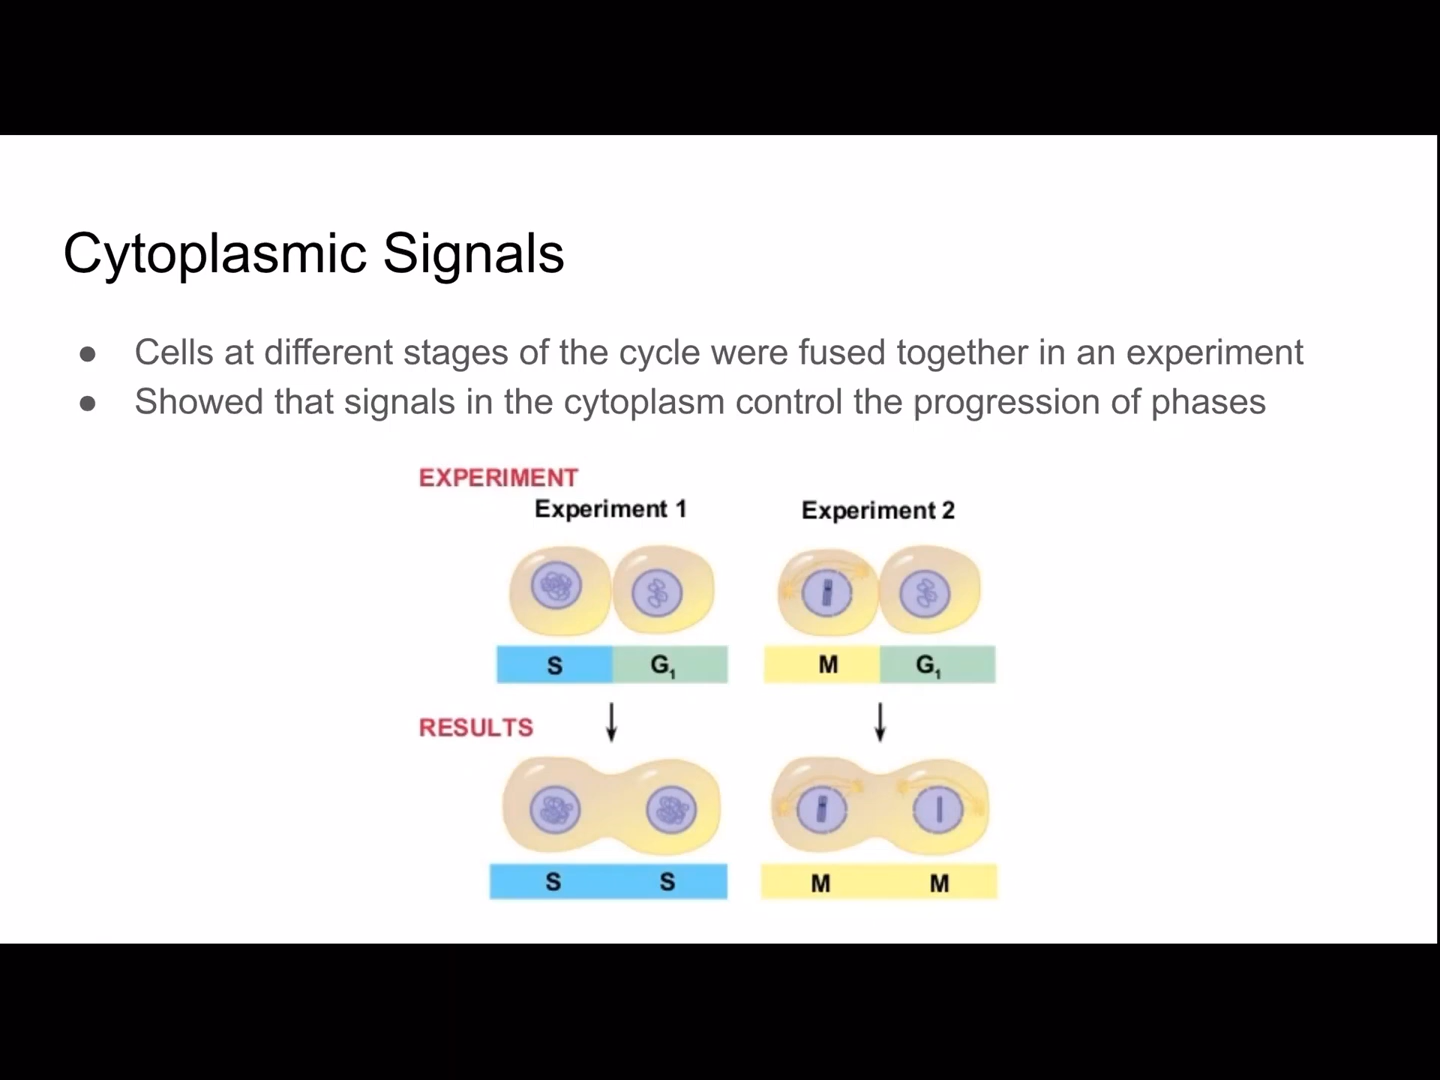 Cytoplasmic Signals
● Cells at different stages of the cycle were fused together in an experiment
● Showed that signals in the cytoplasm control the progression of phases
EXPERIMENT
Experiment 1 Experiment 2
S G₁ M G₁
RESULTS
S S M M